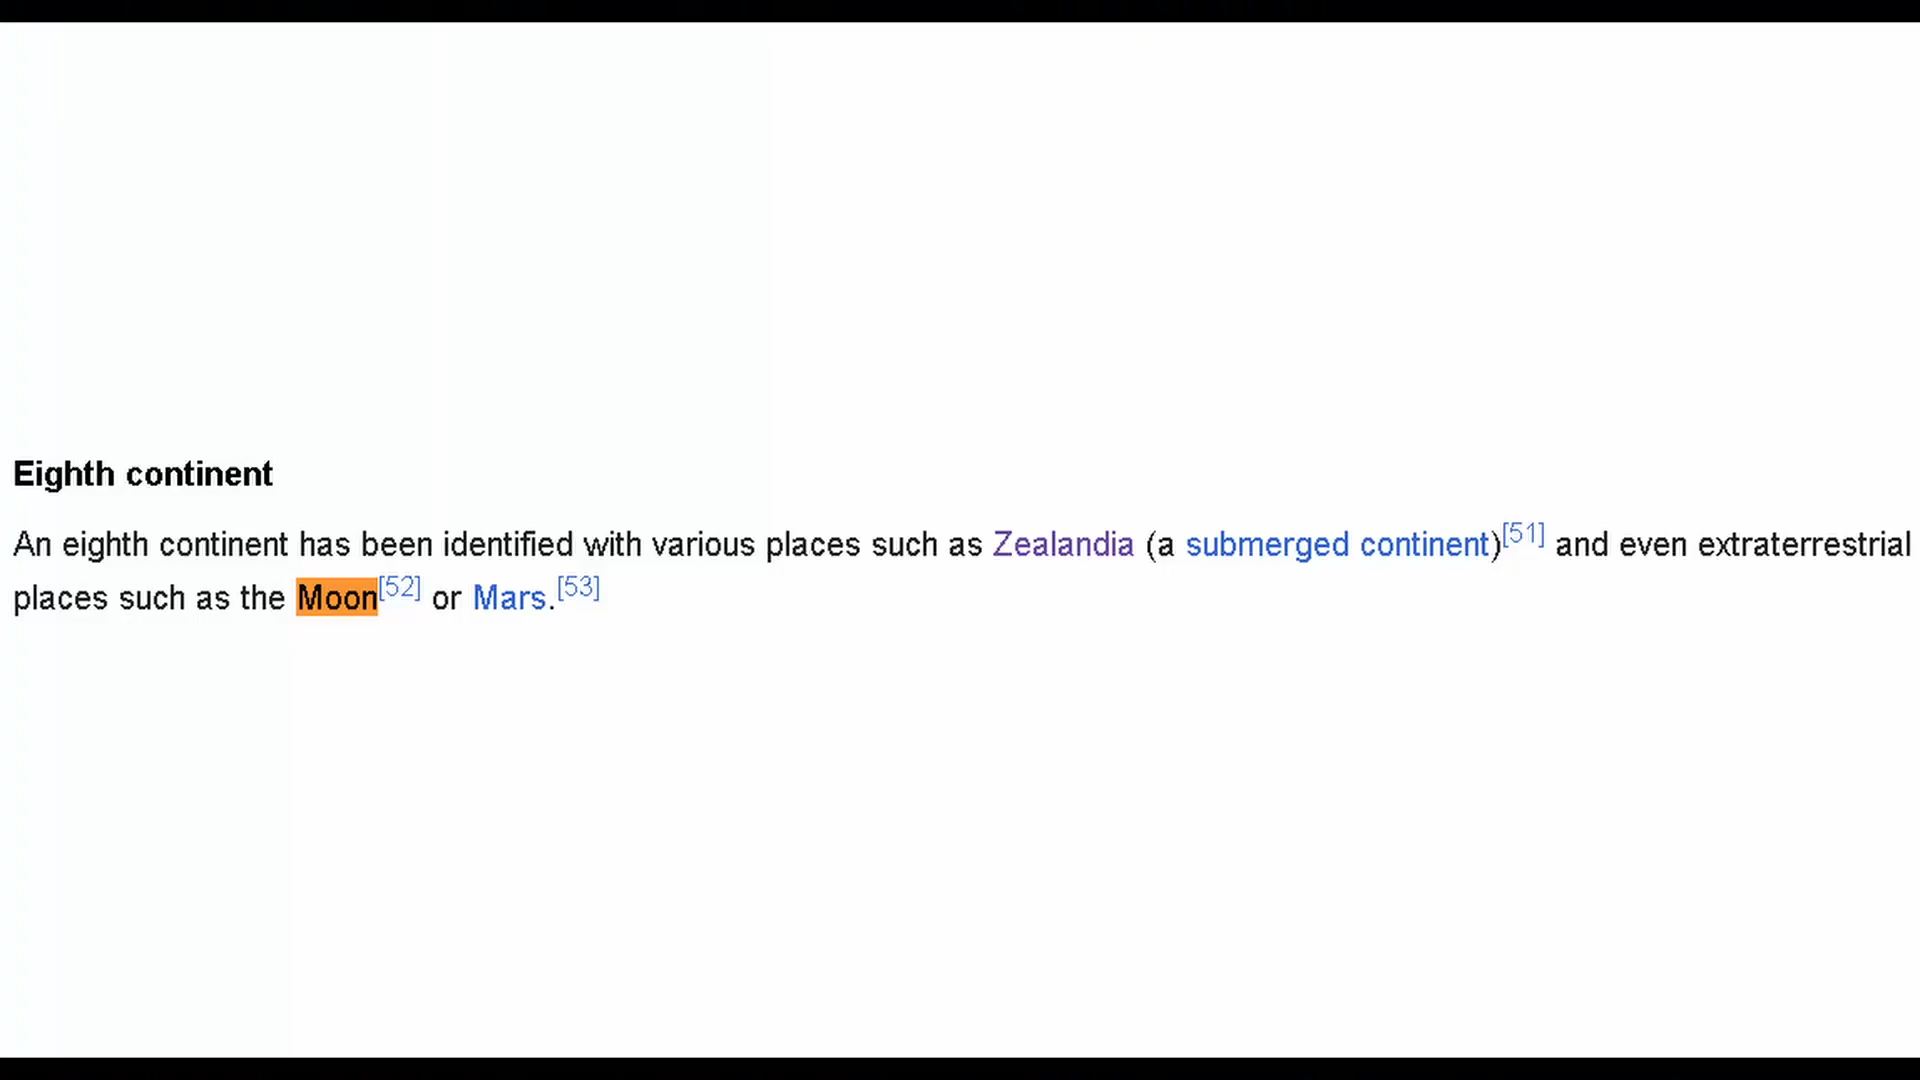 Eighth continent
An eighth continent has been identified with various places such as Zealandia (a submerged continent)[51] and even extraterrestrial
places such as the Moon[52] or Mars.[53]